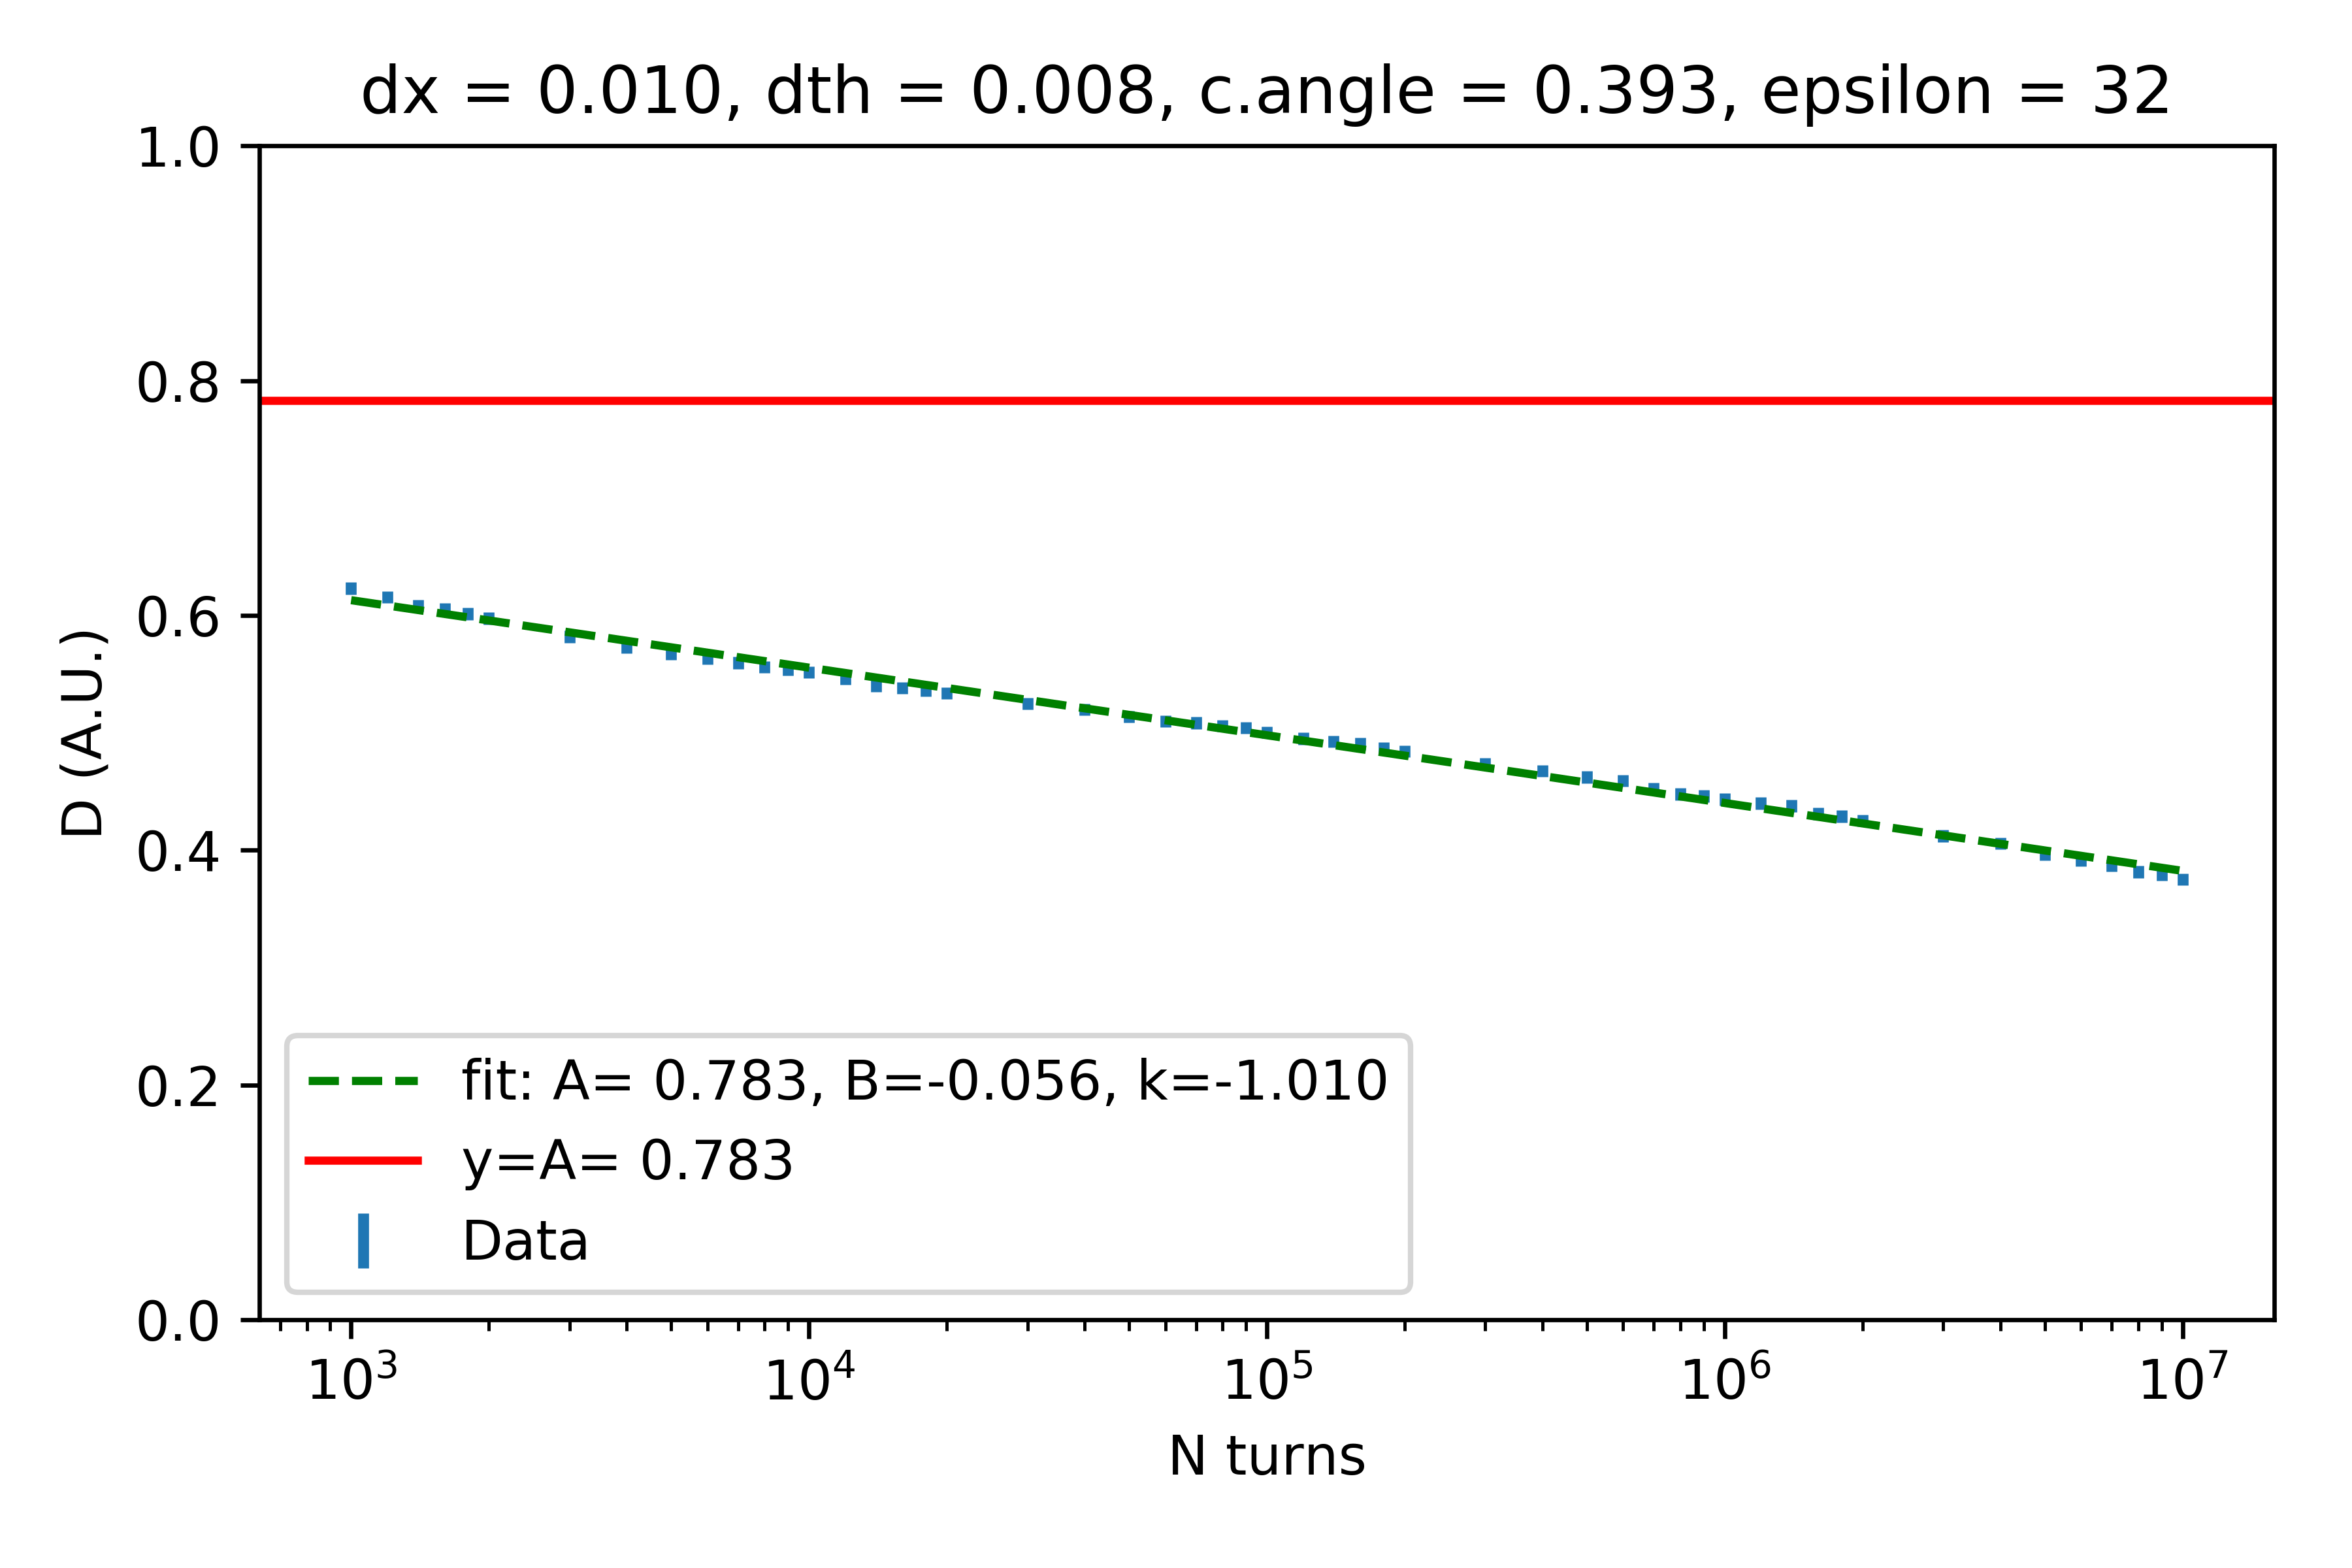 dx = 0.010, dth = 0.008, c.angle = 0.393, epsilon = 32
1.0
0.8
0.6
0.4
0.2
0.0
D (A.U.)
fit: A= 0.783, B=-0.056, k=-1.010
y=A= 0.783
Data
10³ 10⁴ 10⁵ 10⁶ 10⁷
N turns